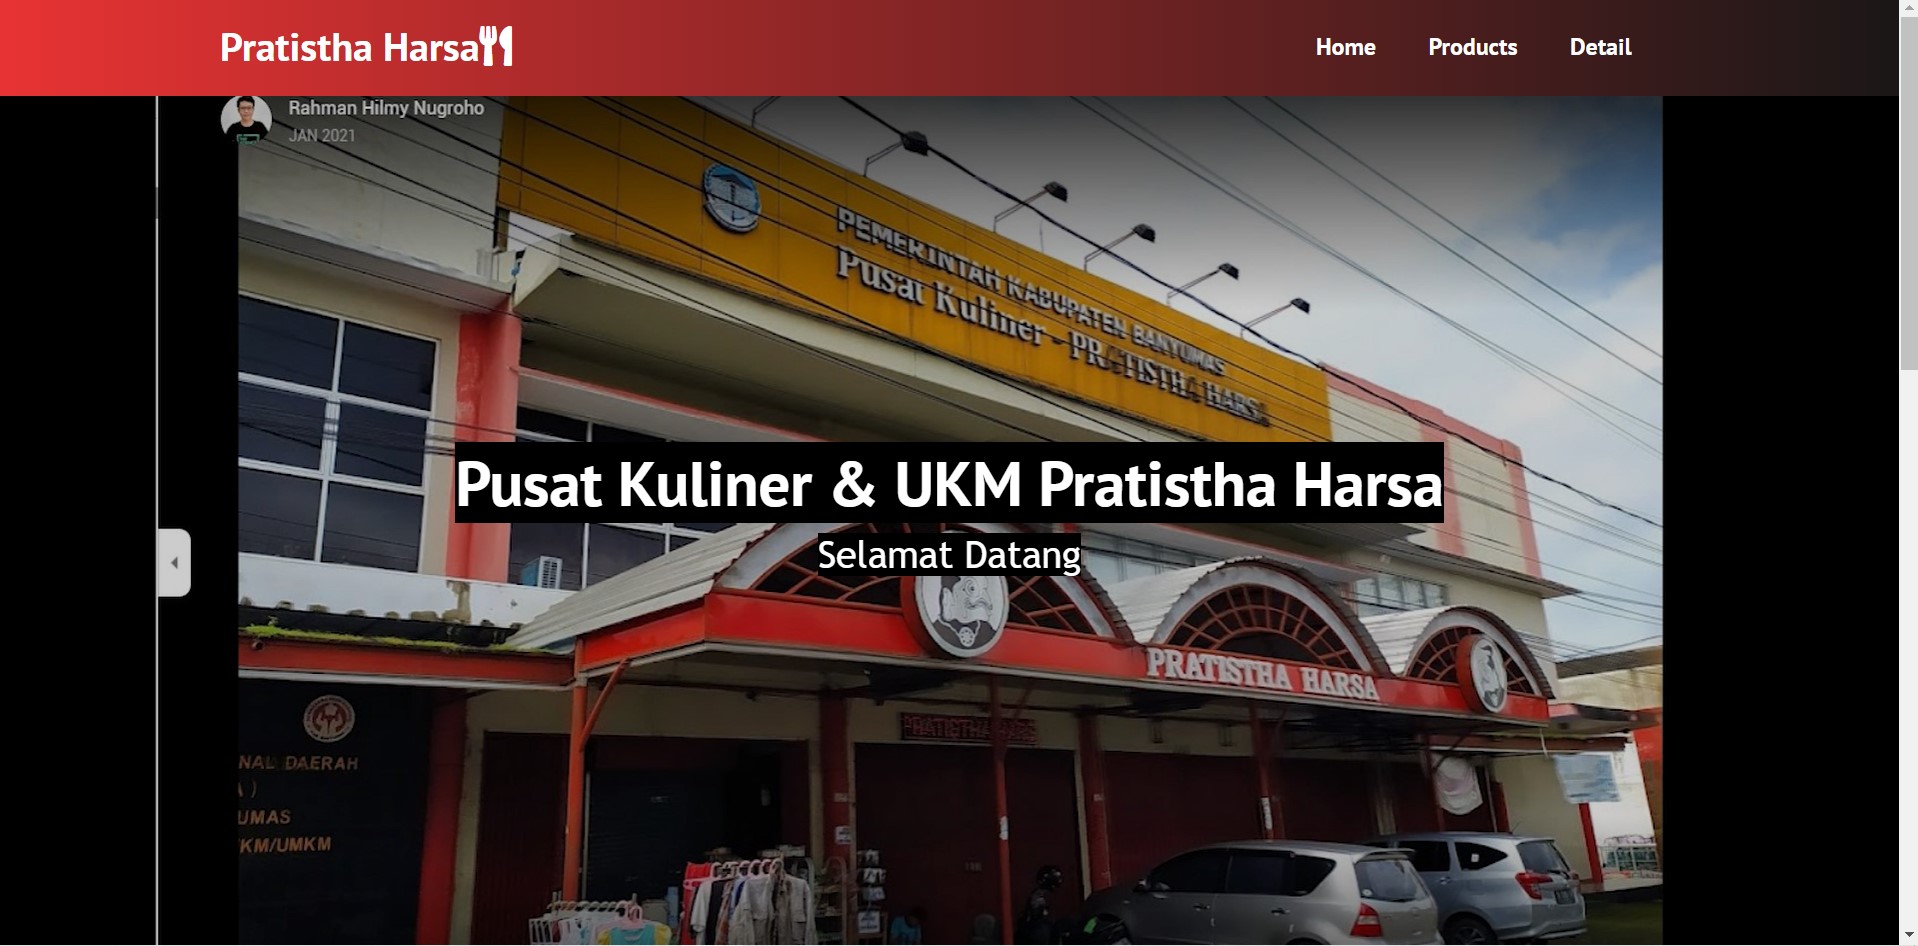 Pratistha Harsa
Home Products Detail
Rahman Hilmy Nugroho
JAN 2021
PEMERINTAH KABUPATEN BANYUMAS
Pusat Kuliner - PRATISTHA HARSA
Pusat Kuliner & UKM Pratistha Harsa
Selamat Datang
PRATISTHA HARSA
PRATISTHA HARS
NAL DAERAH
A )
UMAS
KM/UMKM